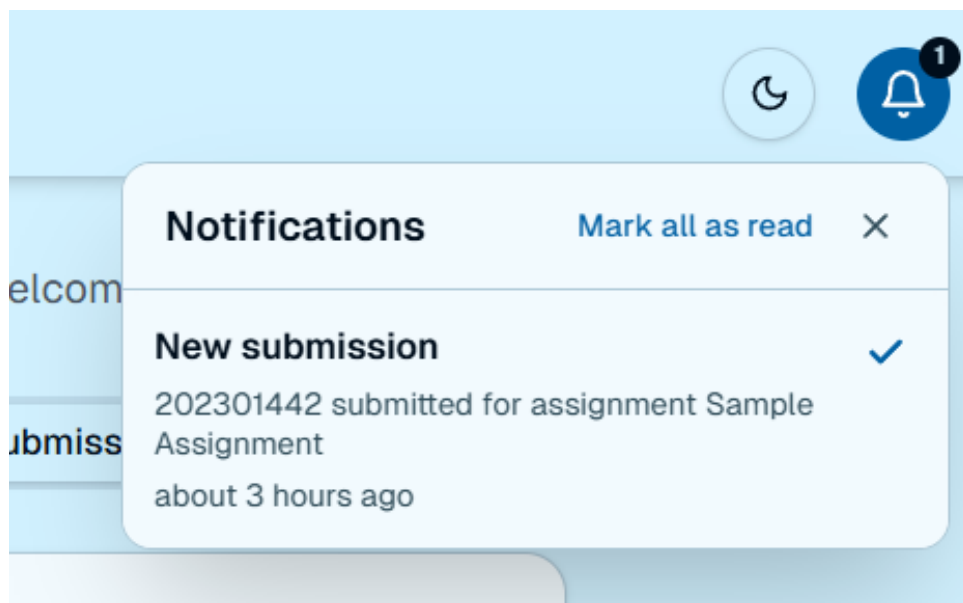 1
Notifications
Mark all as read
elcom
New submission
202301442 submitted for assignment Sample
Assignment
ubmiss
about 3 hours ago